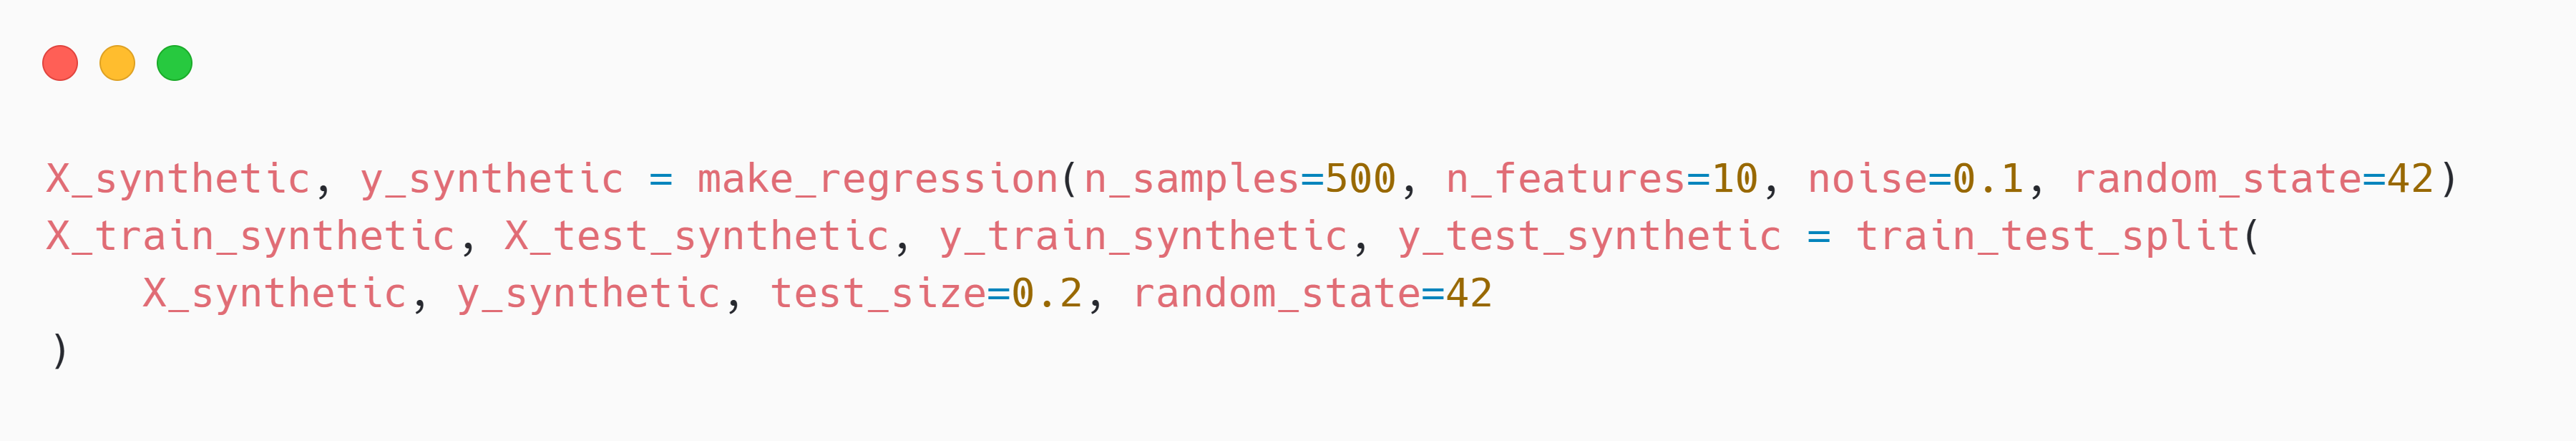 X_synthetic, y_synthetic = make_regression(n_samples=500, n_features=10, noise=0.1, random_state=42)
X_train_synthetic, X_test_synthetic, y_train_synthetic, y_test_synthetic = train_test_split(
    X_synthetic, y_synthetic, test_size=0.2, random_state=42
)